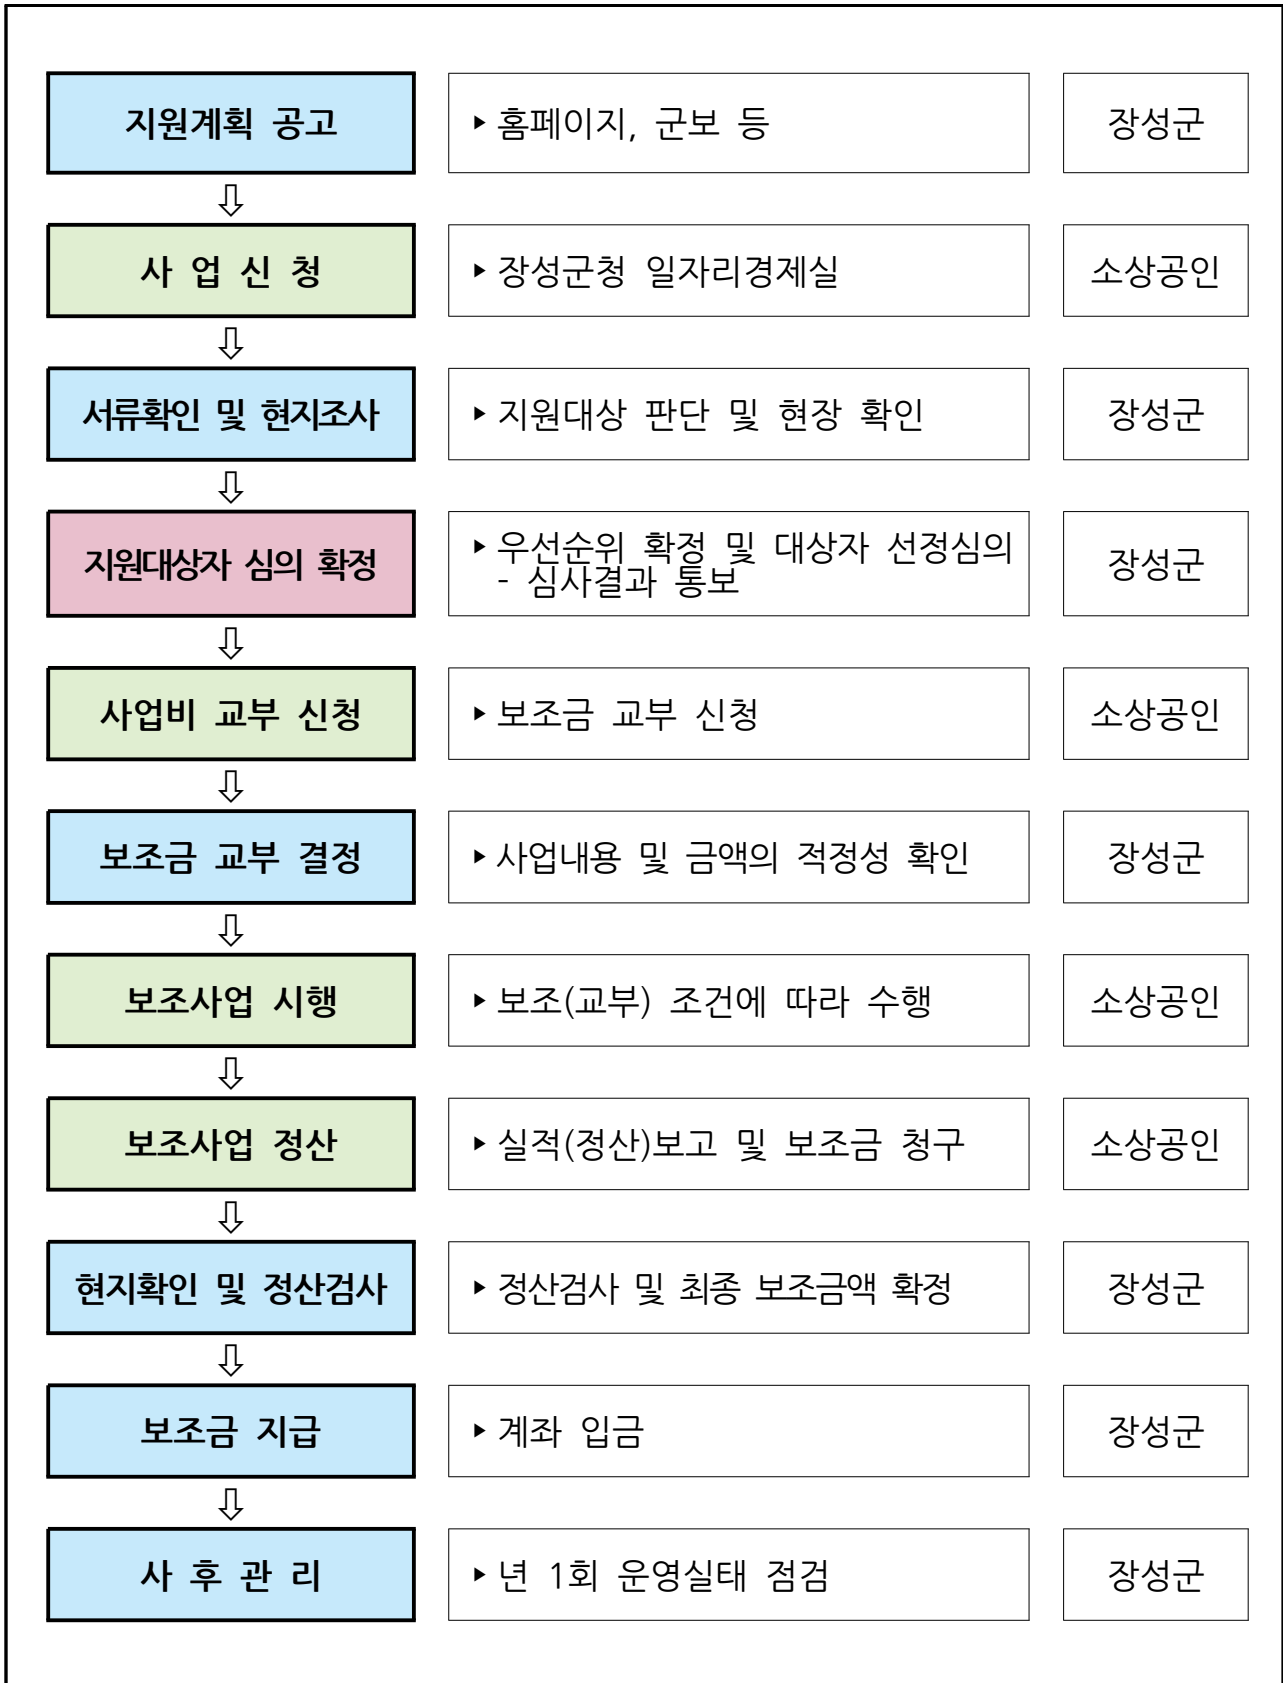 지원계획 공고
▶ 홈페이지, 군보 등
장성군
⇩
사 업 신 청
▶ 장성군청 일자리경제실
소상공인
⇩
서류확인 및 현지조사
▶ 지원대상 판단 및 현장 확인
장성군
⇩
지원대상자 심의 확정
▶ 우선순위 확정 및 대상자 선정심의
- 심사결과 통보
장성군
⇩
사업비 교부 신청
▶ 보조금 교부 신청
소상공인
⇩
보조금 교부 결정
▶ 사업내용 및 금액의 적정성 확인
장성군
⇩
보조사업 시행
▶ 보조(교부) 조건에 따라 수행
소상공인
⇩
보조사업 정산
▶ 실적(정산)보고 및 보조금 청구
소상공인
⇩
현지확인 및 정산검사
▶ 정산검사 및 최종 보조금액 확정
장성군
⇩
보조금 지급
▶ 계좌 입금
장성군
⇩
사 후 관 리
▶ 년 1회 운영실태 점검
장성군